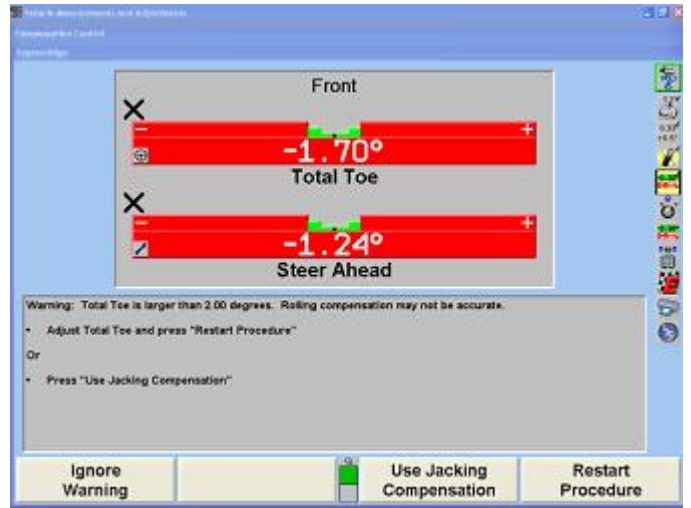 Front
− +
-1.70°
Total Toe
− +
-1.24°
Steer Ahead
Warning: Total Toe is larger than 2.00 degrees. Rolling compensation may not be accurate.
• Adjust Total Toe and press "Restart Procedure"
Or
• Press "Use Jacking Compensation"
Ignore
Warning
Use Jacking
Compensation
Restart
Procedure